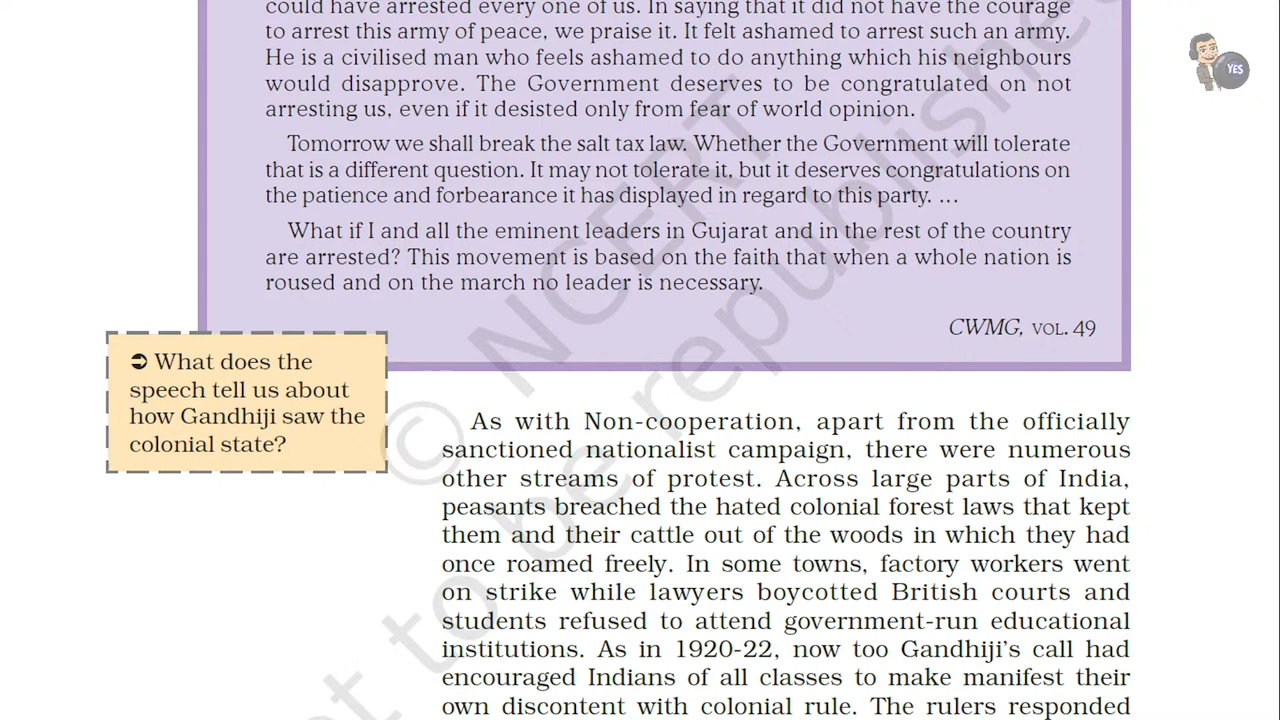 could have arrested every one of us. In saying that it did not have the courage
to arrest this army of peace, we praise it. It felt ashamed to arrest such an army.
He is a civilised man who feels ashamed to do anything which his neighbours
would disapprove. The Government deserves to be congratulated on not
arresting us, even if it desisted only from fear of world opinion.
Tomorrow we shall break the salt tax law. Whether the Government will tolerate
that is a different question. It may not tolerate it, but it deserves congratulations on
the patience and forbearance it has displayed in regard to this party. ...
What if I and all the eminent leaders in Gujarat and in the rest of the country
are arrested? This movement is based on the faith that when a whole nation is
roused and on the march no leader is necessary.
CWMG, VOL. 49
➲ What does the
speech tell us about
how Gandhiji saw the
colonial state?
As with Non-cooperation, apart from the officially
sanctioned nationalist campaign, there were numerous
other streams of protest. Across large parts of India,
peasants breached the hated colonial forest laws that kept
them and their cattle out of the woods in which they had
once roamed freely. In some towns, factory workers went
on strike while lawyers boycotted British courts and
students refused to attend government-run educational
institutions. As in 1920-22, now too Gandhiji's call had
encouraged Indians of all classes to make manifest their
own discontent with colonial rule. The rulers responded
YES
© NCERT
not to be republished